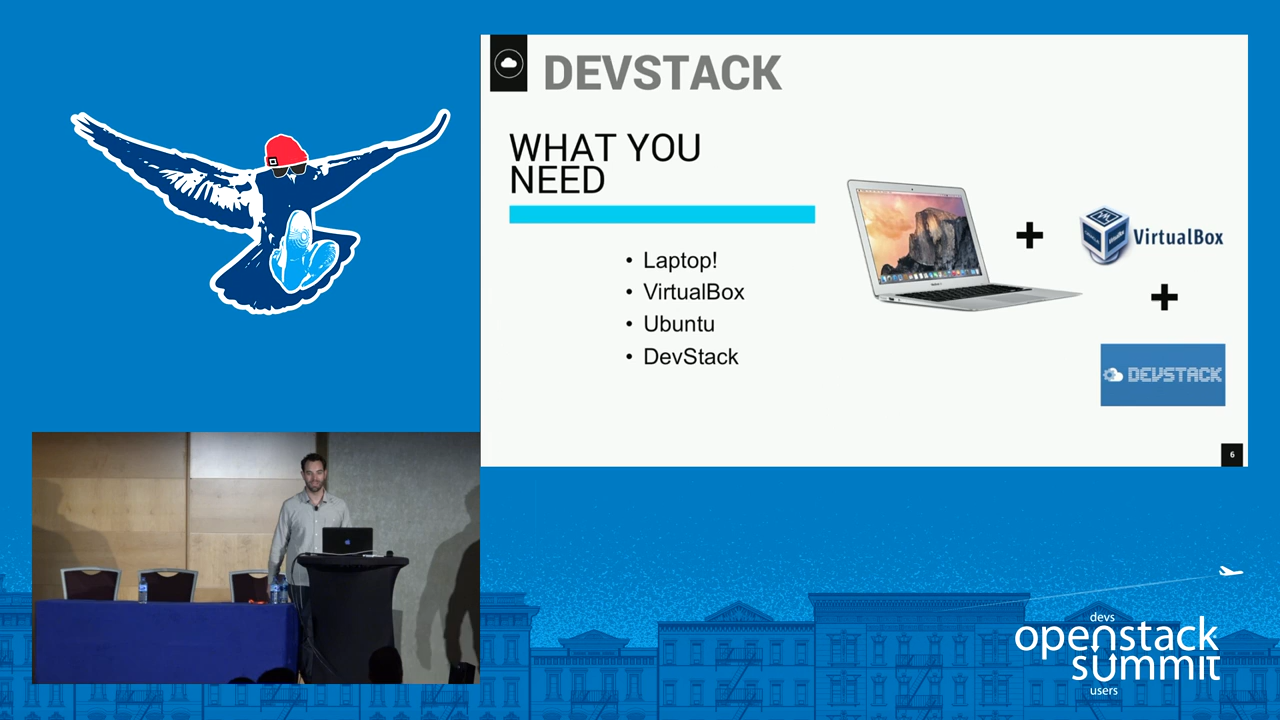 DEVSTACK
WHAT YOU
NEED
• Laptop!
• VirtualBox
• Ubuntu
• DevStack
+
VirtualBox
+
DEVSTACK
6
devs
openstack
summit
users